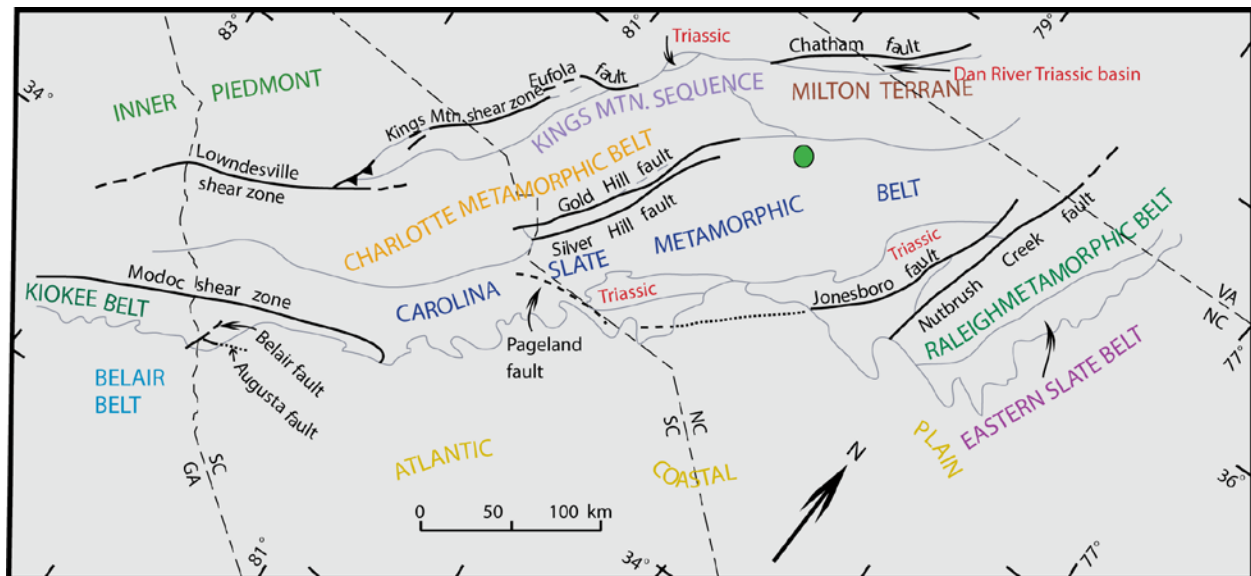 83°
81°
79°
Triassic
Chatham fault
Eufola fault
Dan River Triassic basin
34°
INNER PIEDMONT
Kings Mtn. shear zone
KINGS MTN. SEQUENCE
MILTON TERRANE
Lowndesville
shear zone
CHARLOTTE METAMORPHIC BELT
Gold Hill fault
Silver Hill fault
CAROLINA SLATE METAMORPHIC BELT
Triassic
Triassic
Jonesboro fault
Nutbrush Creek fault
RALEIGHMETAMORPHIC BELT
VA
NC
77°
Modoc shear zone
KIOKEE BELT
Pageland
fault
Belair fault
Augusta fault
BELAIR
BELT
EASTERN SLATE BELT
ATLANTIC COASTAL PLAIN
NC
SC
SC
GA
N
36°
0 50 100 km
81°
34°
77°